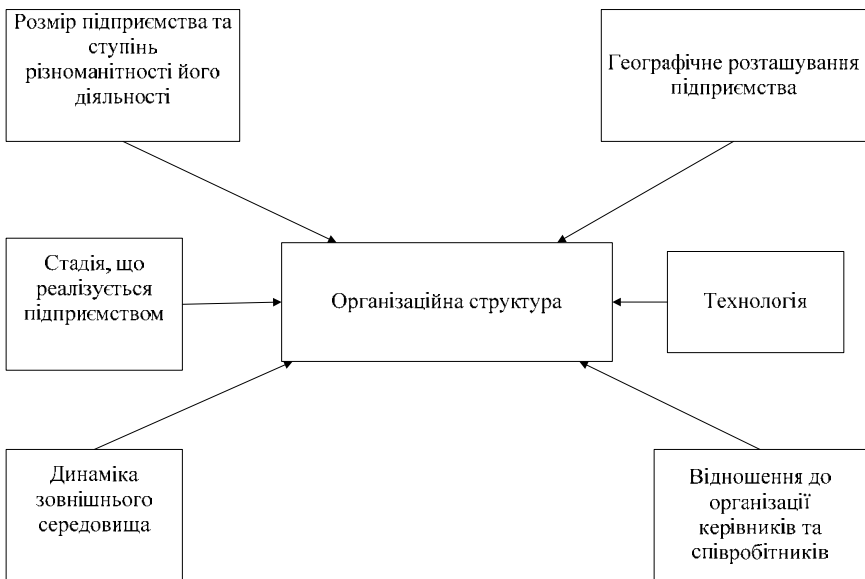 Розмір підприємства та
ступінь
різноманітності його
діяльності
Географічне розташування
підприємства
Стадія, що
реалізується
підприємством
Організаційна структура
Технологія
Динаміка
зовнішнього
середовища
Відношення до
організації
керівників та
співробітників